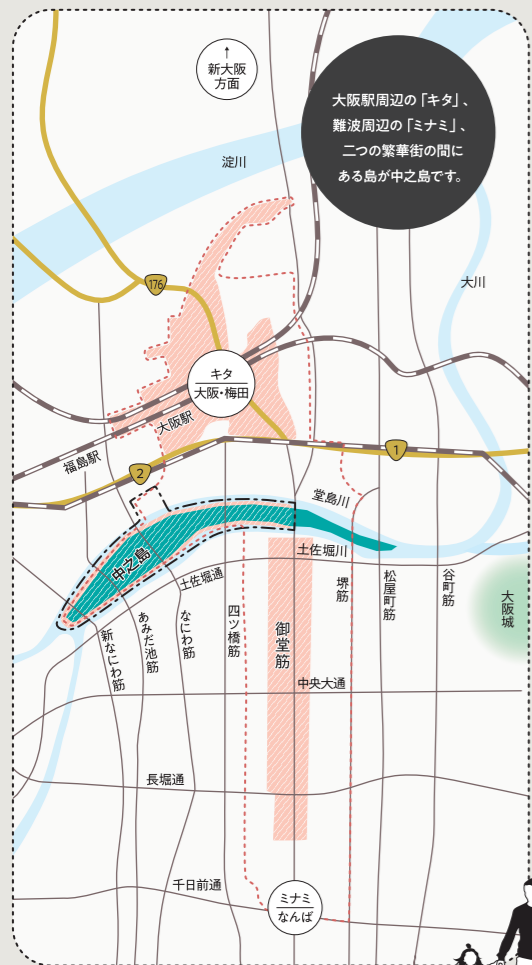 ↑
新大阪
方面
大阪駅周辺の「キタ」、
難波周辺の「ミナミ」、
二つの繁華街の間に
ある島が中之島です。
淀川
大川
176
キタ
大阪・梅田
大阪駅
福島駅
1
2
堂島川
中之島
土佐堀川
土佐堀通
新なにわ筋
あみだ池筋
なにわ筋
四ツ橋筋
御堂筋
堺筋
松屋町筋
谷町筋
大阪城
中央大通
長堀通
千日前通
ミナミ
なんば